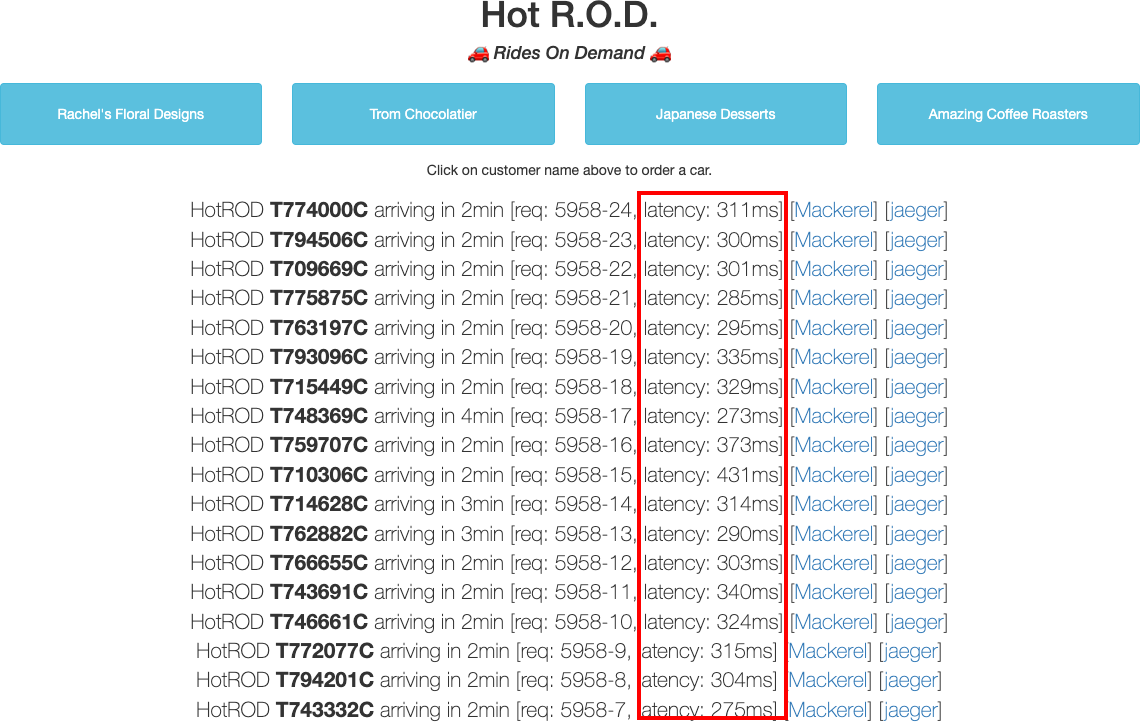 Hot R.O.D.
🚗 Rides On Demand 🚗
Rachel's Floral Designs Trom Chocolatier Japanese Desserts Amazing Coffee Roasters
Click on customer name above to order a car.
HotROD T774000C arriving in 2min [req: 5958-24, latency: 311ms] [Mackerel] [jaeger]
HotROD T794506C arriving in 2min [req: 5958-23, latency: 300ms] [Mackerel] [jaeger]
HotROD T709669C arriving in 2min [req: 5958-22, latency: 301ms] [Mackerel] [jaeger]
HotROD T775875C arriving in 2min [req: 5958-21, latency: 285ms] [Mackerel] [jaeger]
HotROD T763197C arriving in 2min [req: 5958-20, latency: 295ms] [Mackerel] [jaeger]
HotROD T793096C arriving in 2min [req: 5958-19, latency: 335ms] [Mackerel] [jaeger]
HotROD T715449C arriving in 2min [req: 5958-18, latency: 329ms] [Mackerel] [jaeger]
HotROD T748369C arriving in 4min [req: 5958-17, latency: 273ms] [Mackerel] [jaeger]
HotROD T759707C arriving in 2min [req: 5958-16, latency: 373ms] [Mackerel] [jaeger]
HotROD T710306C arriving in 2min [req: 5958-15, latency: 431ms] [Mackerel] [jaeger]
HotROD T714628C arriving in 3min [req: 5958-14, latency: 314ms] [Mackerel] [jaeger]
HotROD T762882C arriving in 3min [req: 5958-13, latency: 290ms] [Mackerel] [jaeger]
HotROD T766655C arriving in 2min [req: 5958-12, latency: 303ms] [Mackerel] [jaeger]
HotROD T743691C arriving in 2min [req: 5958-11, latency: 340ms] [Mackerel] [jaeger]
HotROD T746661C arriving in 2min [req: 5958-10, latency: 324ms] [Mackerel] [jaeger]
HotROD T772077C arriving in 2min [req: 5958-9, latency: 315ms] [Mackerel] [jaeger]
HotROD T794201C arriving in 2min [req: 5958-8, latency: 304ms] [Mackerel] [jaeger]
HotROD T743332C arriving in 2min [req: 5958-7, latency: 275ms] [Mackerel] [jaeger]